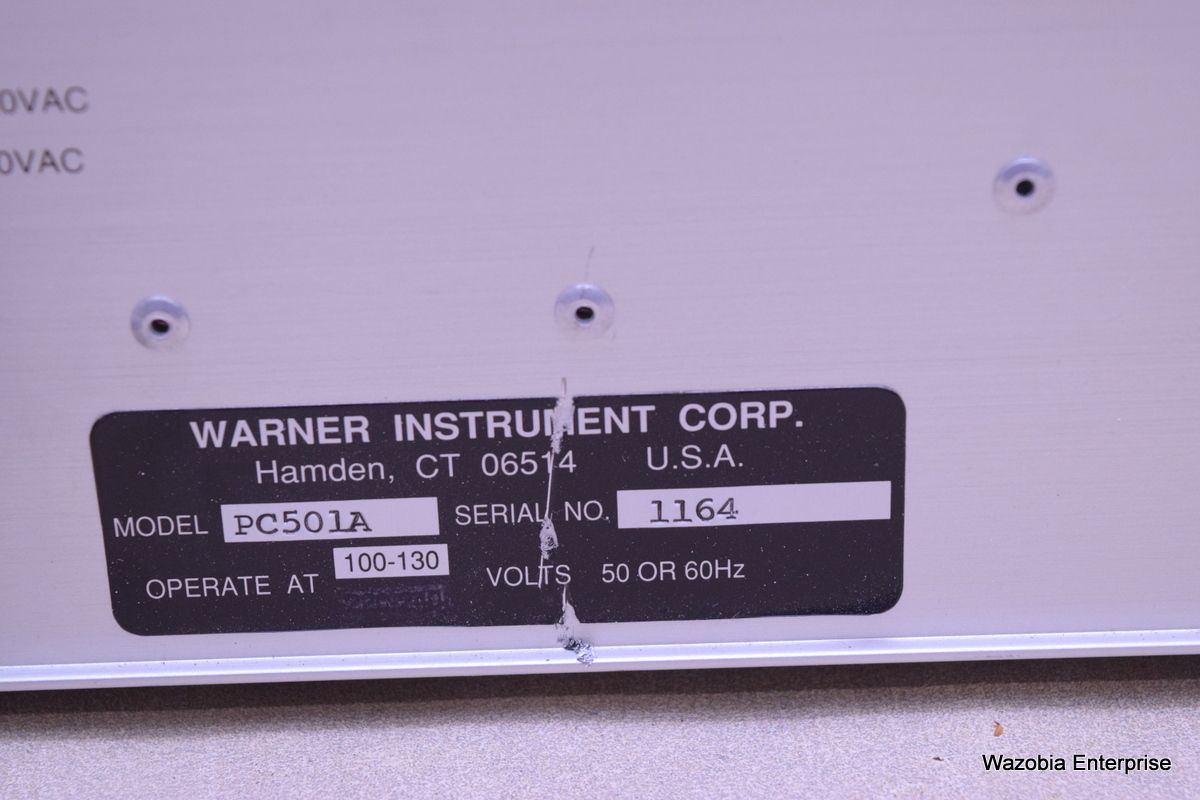 0VAC
0VAC
WARNER INSTRUMENT CORP.
Hamden, CT 06514 U.S.A.
MODEL PC501A SERIAL NO. 1164
OPERATE AT 100-130 VOLTS 50 OR 60Hz
Wazobia Enterprise